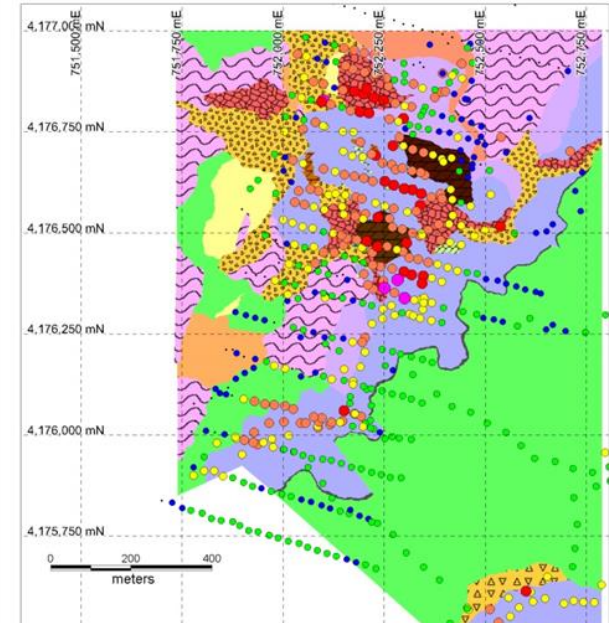 751,500 mE
751,750 mE
752,000 mE
752,250 mE
752,500 mE
752,750 mE
4,177,000 mN
4,176,750 mN
4,176,500 mN
4,176,250 mN
4,176,000 mN
4,175,750 mN
0 200 400
meters